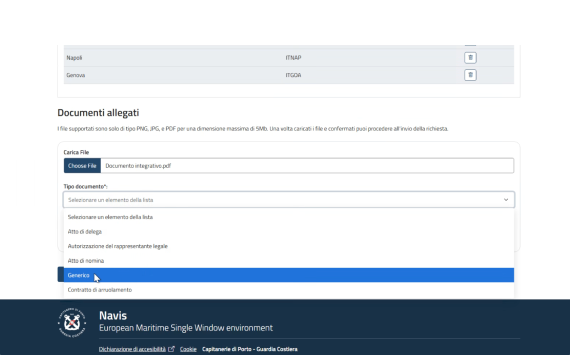 Napoli ITNAP
Genova ITGOA
Documenti allegati
I file supportati sono solo di tipo PNG, JPG, e PDF per una dimensione massima di 5Mb. Una volta caricati i file e confermati puoi procedere all'invio della richiesta.
Carica File
Choose File Documento integrativo.pdf
Tipo documento*:
Selezionare un elemento della lista
Selezionare un elemento della lista
Atto di delega
Autorizzazione del rappresentante legale
Atto di nomina
Generico
Contratto di arruolamento
Navis
European Maritime Single Window environment
Dichiarazione di accesibilità Cookie Capitanerie di Porto - Guardia Costiera